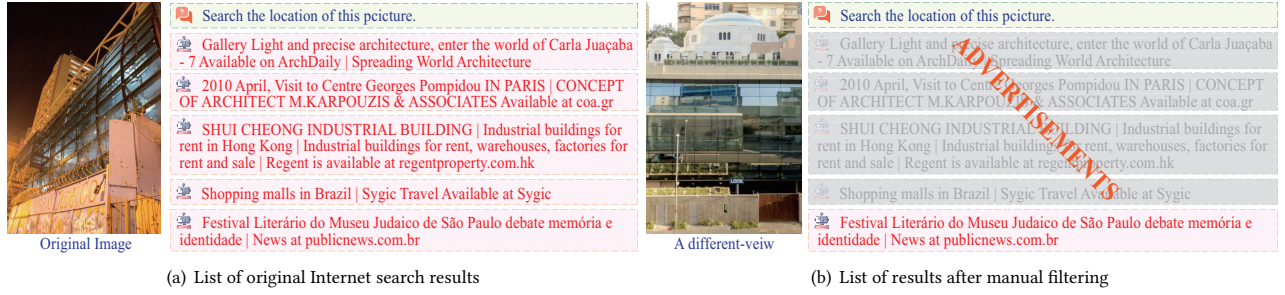 Search the location of this pcicture.
Gallery Light and precise architecture, enter the world of Carla Juaçaba
- 7 Available on ArchDaily | Spreading World Architecture
2010 April, Visit to Centre Georges Pompidou IN PARIS | CONCEPT
OF ARCHITECT M.KARPOUZIS & ASSOCIATES Available at coa.gr
SHUI CHEONG INDUSTRIAL BUILDING | Industrial buildings for
rent in Hong Kong | Industrial buildings for rent, warehouses, factories for
rent and sale | Regent is available at regentproperty.com.hk
Shopping malls in Brazil | Sygic Travel Available at Sygic
Festival Literário do Museu Judaico de São Paulo debate memória e
identidade | News at publicnews.com.br
Original Image
(a) List of original Internet search results
Search the location of this pcicture.
Gallery Light and precise architecture, enter the world of Carla Juaçaba
- 7 Available on ArchDaily | Spreading World Architecture
2010 April, Visit to Centre Georges Pompidou IN PARIS | CONCEPT
OF ARCHITECT M.KARPOUZIS & ASSOCIATES Available at coa.gr
SHUI CHEONG INDUSTRIAL BUILDING | Industrial buildings for
rent in Hong Kong | Industrial buildings for rent, warehouses, factories for
rent and sale | Regent is available at regentproperty.com.hk
Shopping malls in Brazil | Sygic Travel Available at Sygic
ADVERTISEMENTS
Festival Literário do Museu Judaico de São Paulo debate memória e
identidade | News at publicnews.com.br
A different-veiw
(b) List of results after manual filtering